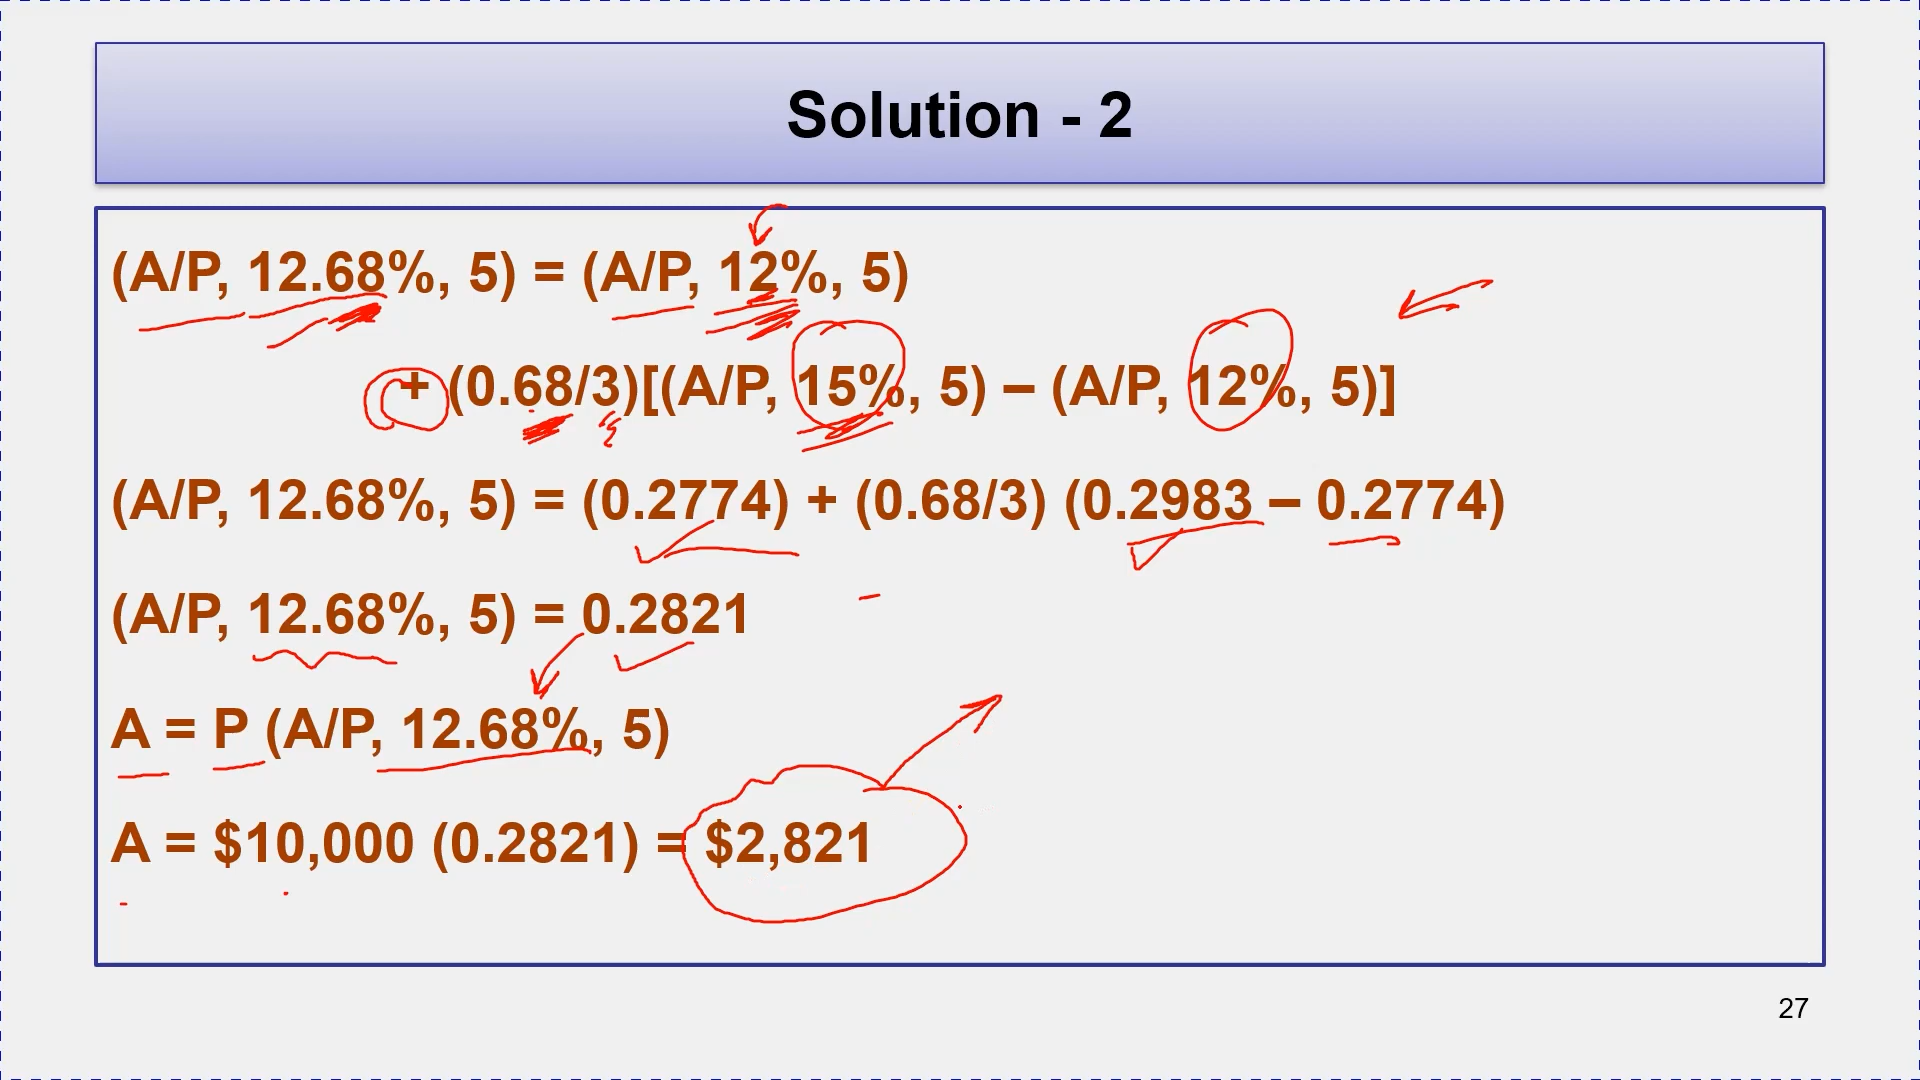 Solution - 2
(A/P, 12.68%, 5) = (A/P, 12%, 5)
+ (0.68/3)[(A/P, 15%, 5) – (A/P, 12%, 5)]
(A/P, 12.68%, 5) = (0.2774) + (0.68/3) (0.2983 – 0.2774)
(A/P, 12.68%, 5) = 0.2821
A = P (A/P, 12.68%, 5)
A = $10,000 (0.2821) = $2,821
27